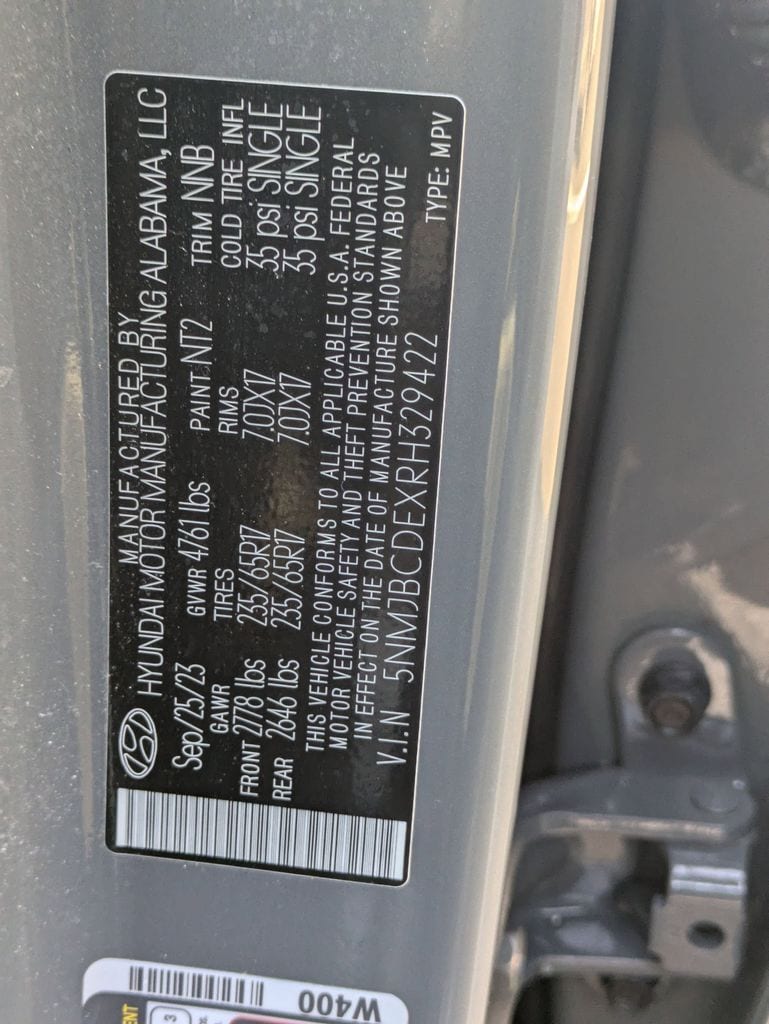 MANUFACTURED BY
HYUNDAI MOTOR MANUFACTURING ALABAMA, LLC
Sep/25/23 GVWR 4761 lbs PAINT NT2 TRIM NNB
GAWR TIRES RIMS COLD TIRE INFL
FRONT 2778 lbs 235/65R17 7.0JX17 35 psi SINGLE
REAR 2646 lbs 235/65R17 7.0JX17 35 psi SINGLE
THIS VEHICLE CONFORMS TO ALL APPLICABLE U.S.A. FEDERAL
MOTOR VEHICLE SAFETY AND THEFT PREVENTION STANDARDS
IN EFFECT ON THE DATE OF MANUFACTURE SHOWN ABOVE
V.I.N 5NMJBCDEXRH329422 TYPE: MPV
W400
3